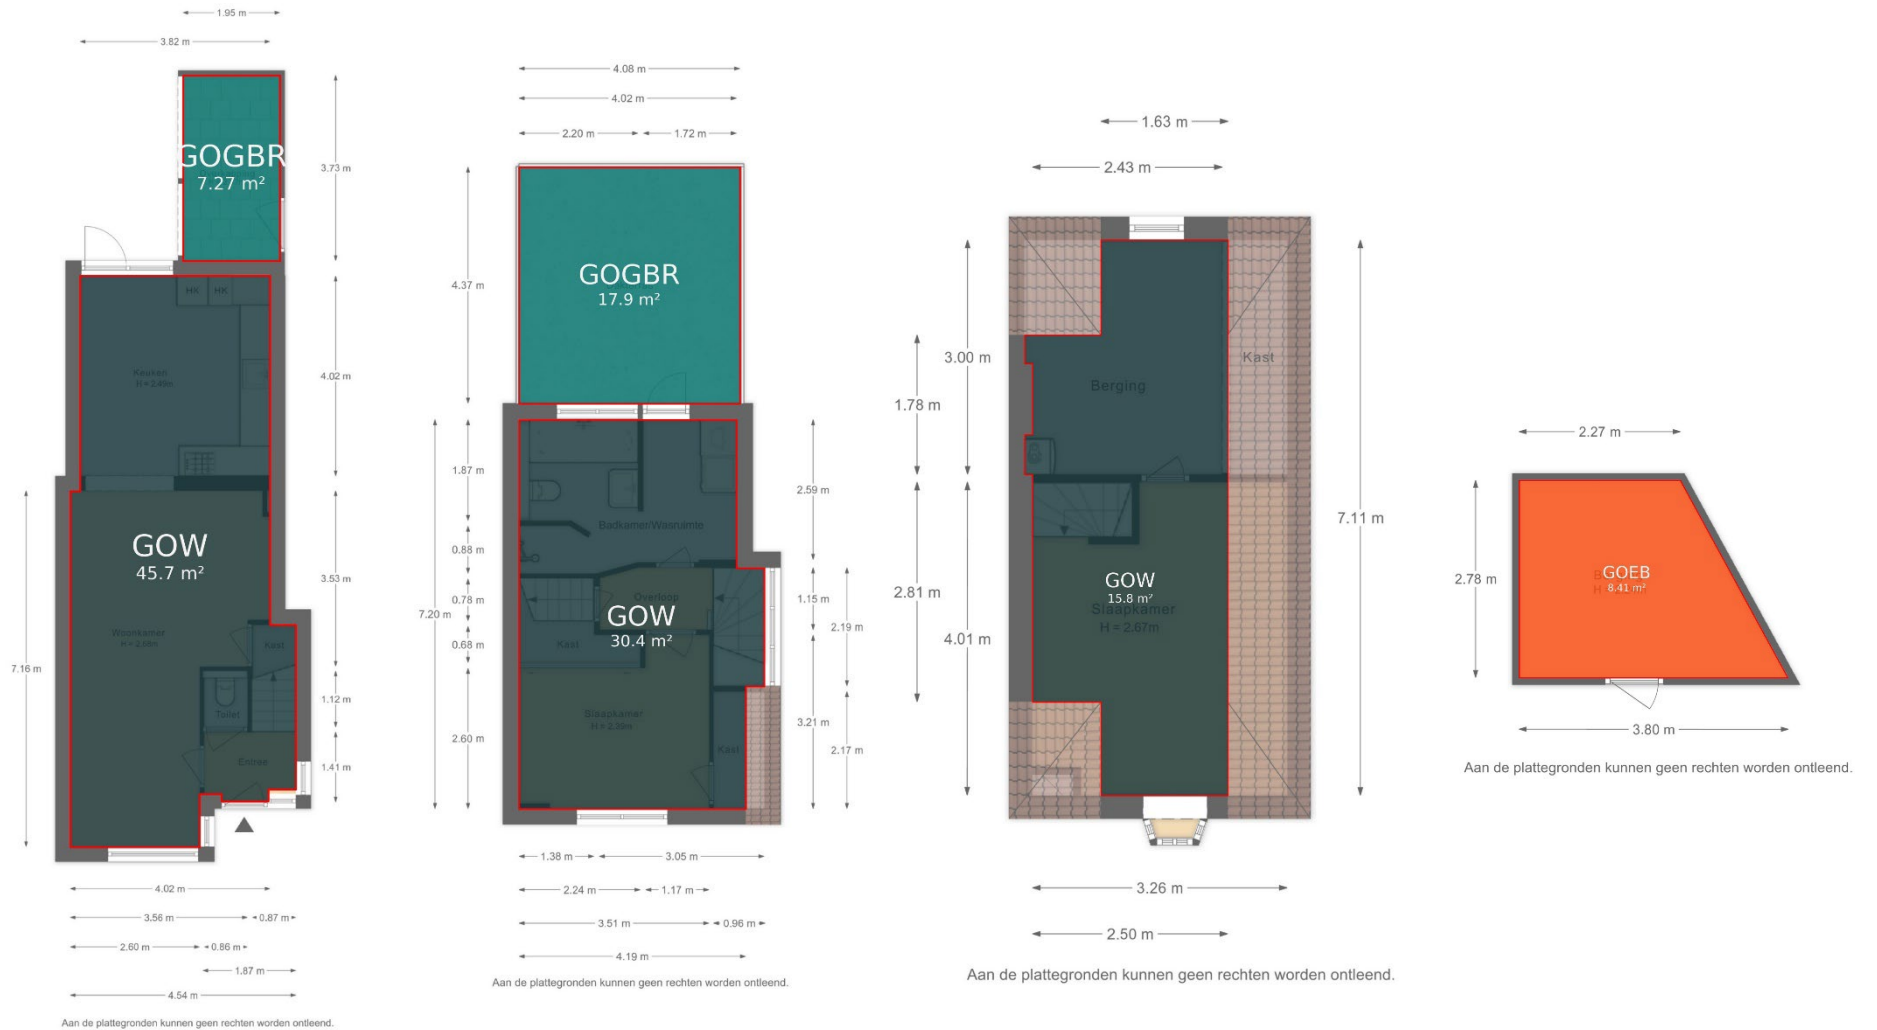 1.95 m
3.82 m
GOGBR
7.27 m²
3.73 m
HK HK
Keuken
H = 2.49m
4.02 m
GOW
45.7 m²
3.53 m
Woonkamer
H = 2.68m
Kast
7.16 m
Toilet
1.12 m
Entree
1.41 m
4.02 m
3.56 m
0.87 m
2.60 m
0.86 m
1.87 m
4.54 m
Aan de plattegronden kunnen geen rechten worden ontleend.
4.08 m
4.02 m
2.20 m
1.72 m
GOGBR
17.9 m²
4.37 m
1.87 m
2.59 m
Badkamer/Wasruimte
0.88 m
0.78 m
Overloop
1.15 m
7.20 m
GOW
30.4 m²
2.19 m
0.68 m
Kast
Slaapkamer
H = 2.39m
3.21 m
2.60 m
Kast
2.17 m
1.38 m
3.05 m
2.24 m
1.17 m
3.51 m
0.96 m
4.19 m
Aan de plattegronden kunnen geen rechten worden ontleend.
1.63 m
2.43 m
3.00 m
Kast
Berging
1.78 m
7.11 m
GOW
15.8 m²
2.81 m
Slaapkamer
H = 2.67m
4.01 m
3.26 m
2.50 m
Aan de plattegronden kunnen geen rechten worden ontleend.
2.27 m
2.78 m
GOEB
8.41 m²
3.80 m
Aan de plattegronden kunnen geen rechten worden ontleend.